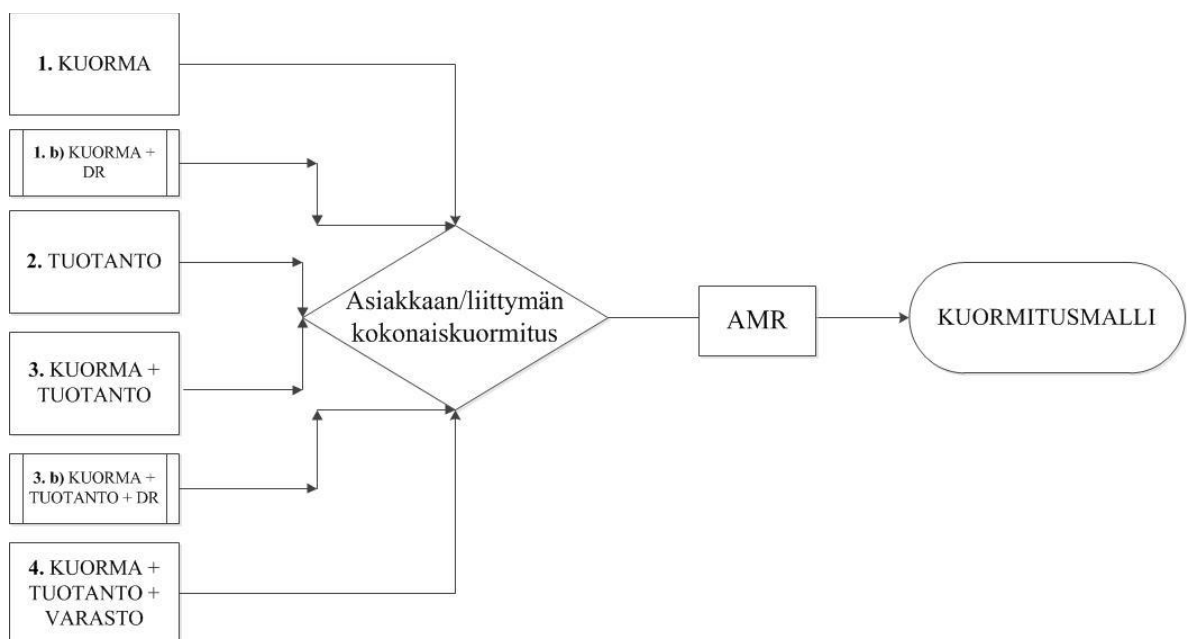 1. KUORMA
1. b) KUORMA +
DR
2. TUOTANTO
3. KUORMA +
TUOTANTO
3. b) KUORMA +
TUOTANTO + DR
4. KUORMA +
TUOTANTO +
VARASTO
Asiakkaan/liittymän
kokonaiskuormitus
AMR
KUORMITUSMALLI